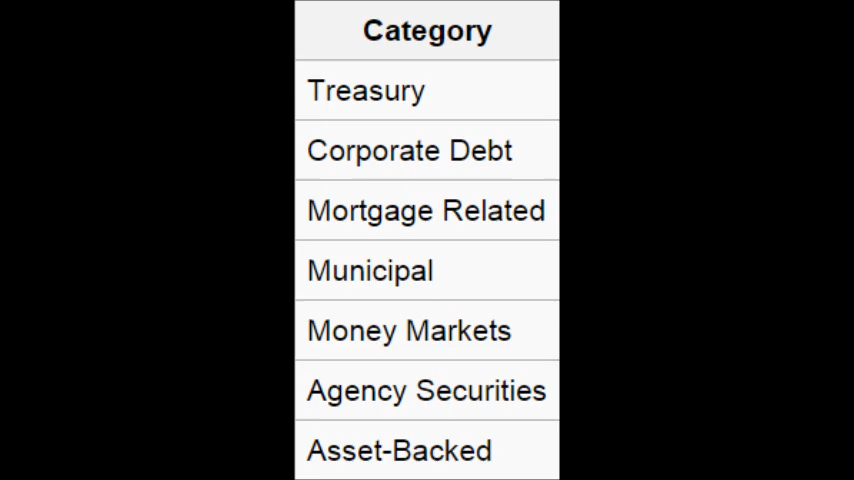 Category
Treasury
Corporate Debt
Mortgage Related
Municipal
Money Markets
Agency Securities
Asset-Backed